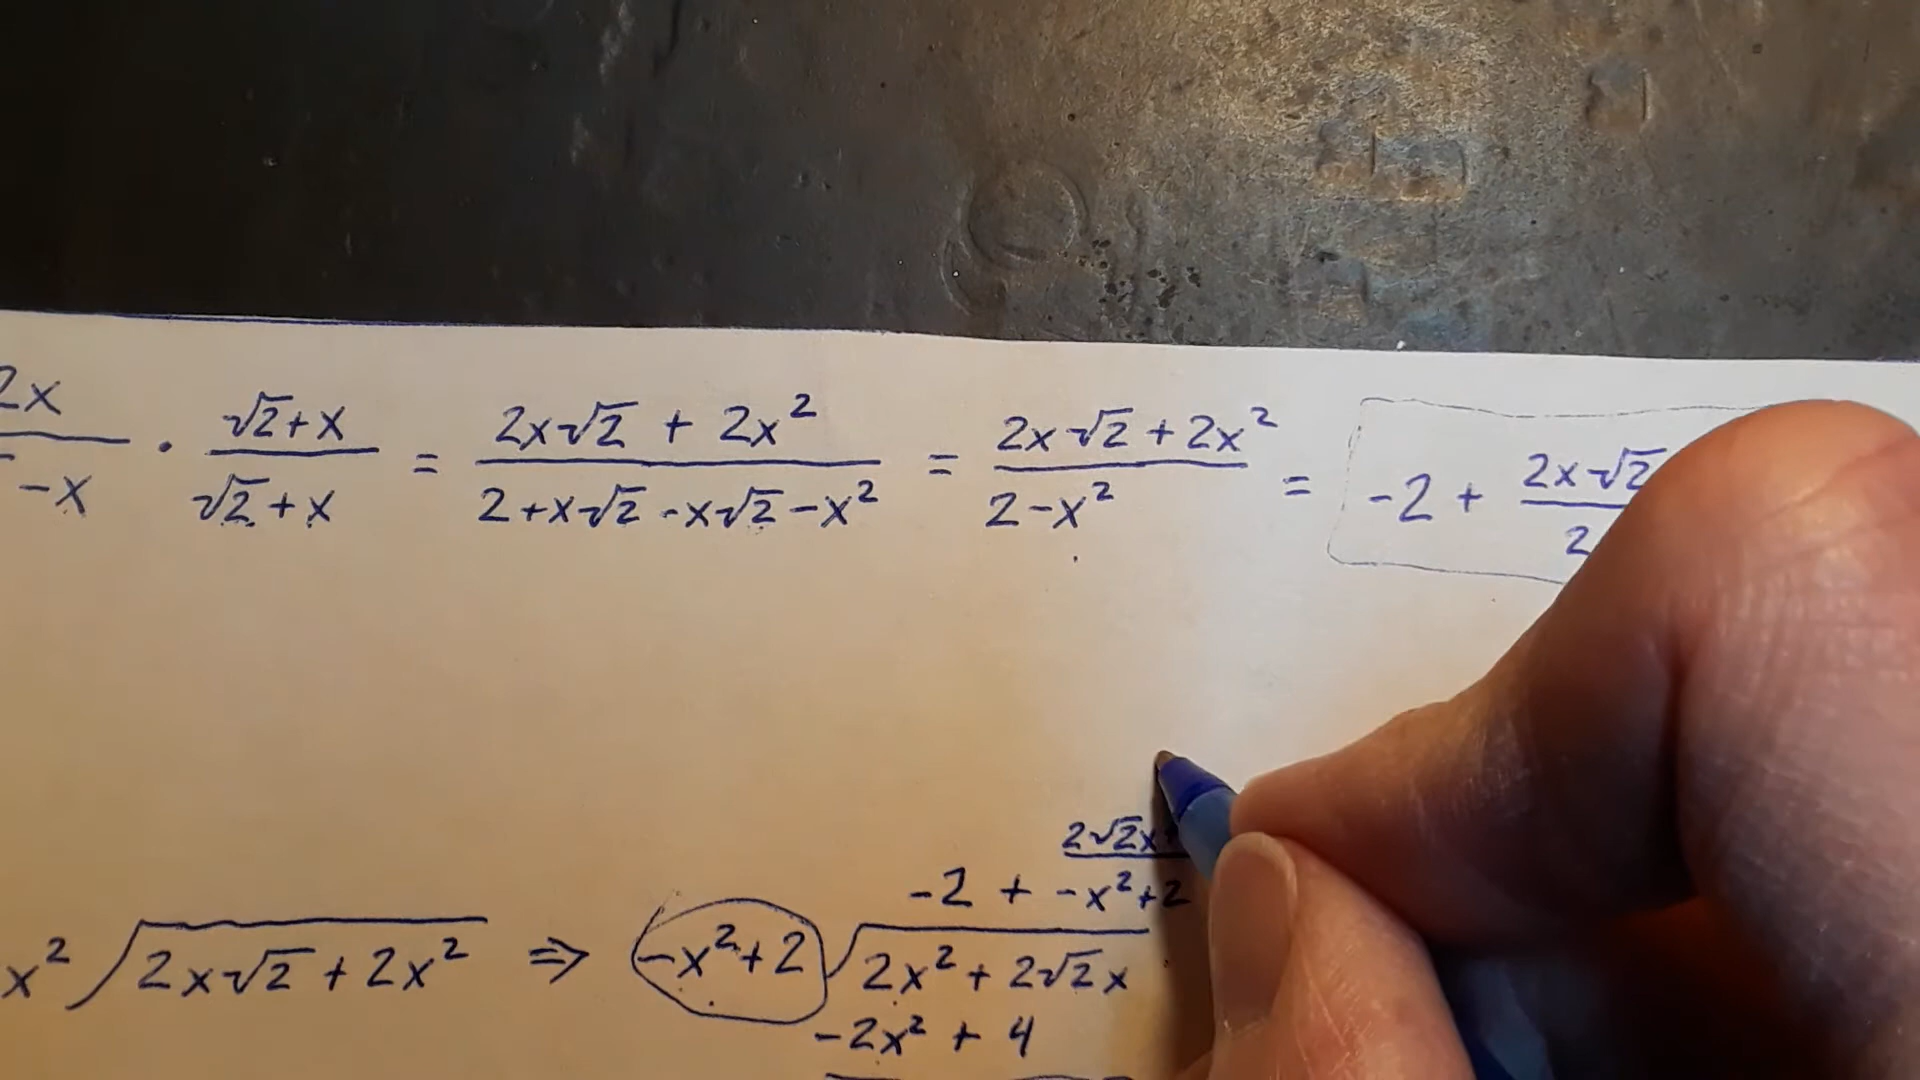 2x/-x · √2+x/√2+x = 2x√2 + 2x²/2+x√2-x√2-x² = 2x√2+2x²/2-x² = -2 + 2x√2/2
2√2x+
-2 + -x²+2
x² 2x√2+2x² ⇒ -x²+2 2x²+2√2x
-2x² + 4